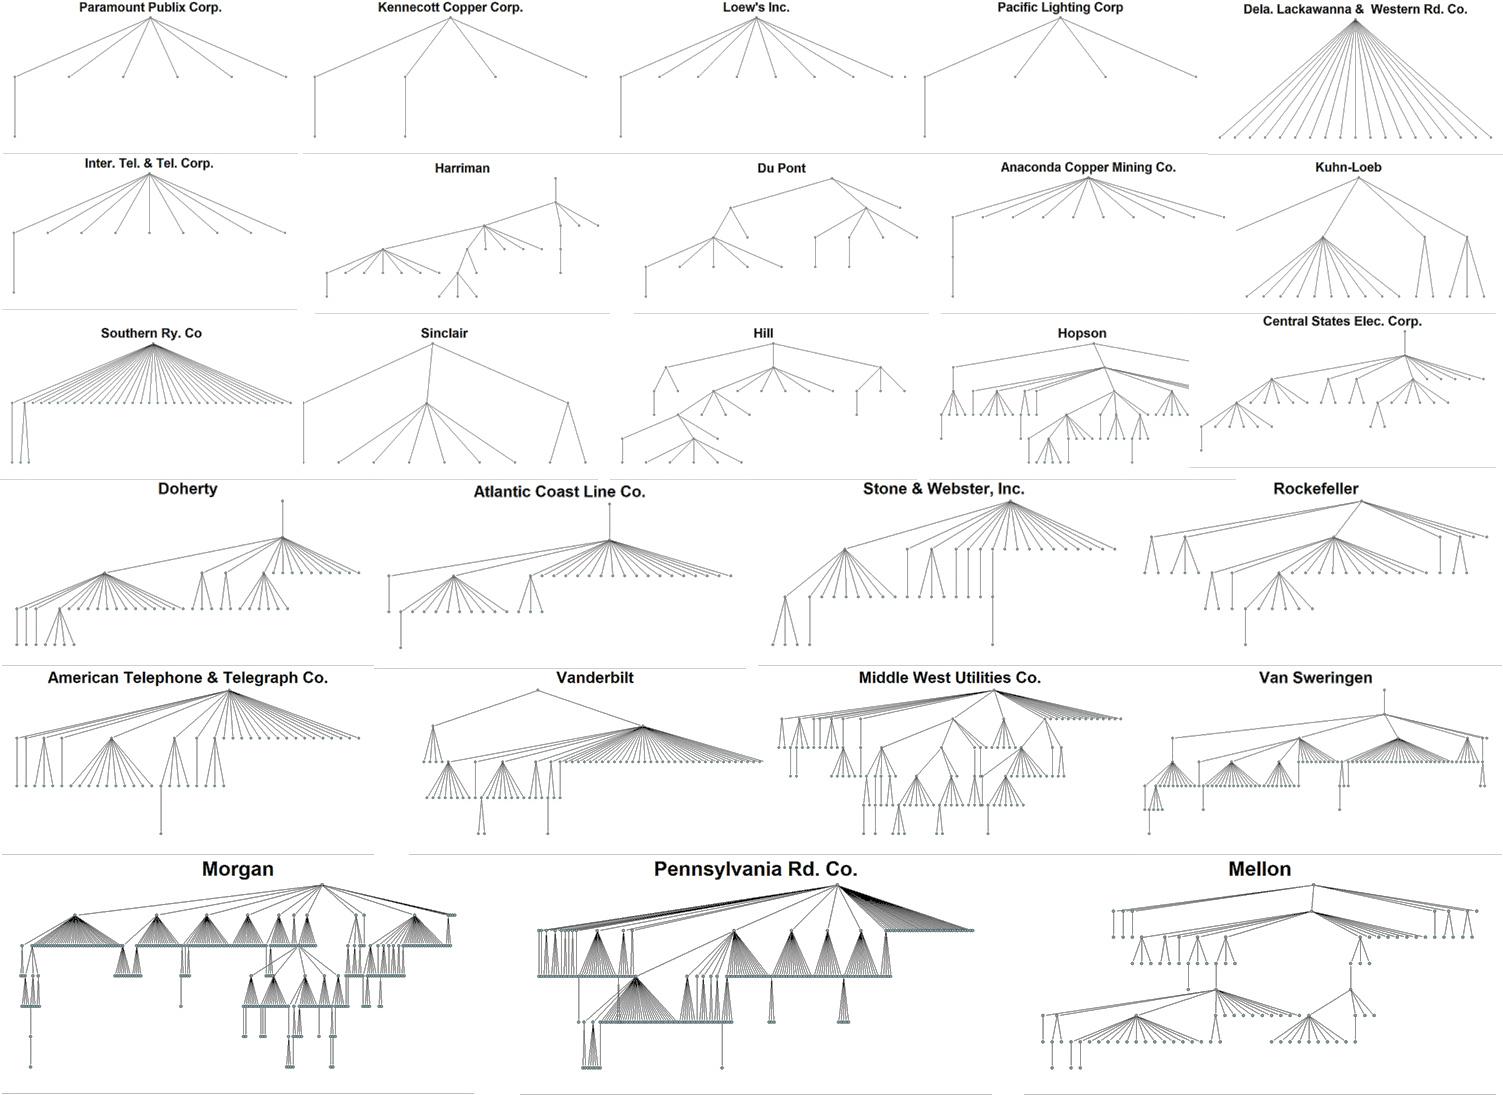 Paramount Publix Corp.
Kennecott Copper Corp.
Loew's Inc.
Pacific Lighting Corp
Dela. Lackawanna & Western Rd. Co.
Inter. Tel. & Tel. Corp.
Harriman
Du Pont
Anaconda Copper Mining Co.
Kuhn-Loeb
Southern Ry. Co
Sinclair
Hill
Hopson
Central States Elec. Corp.
Doherty
Atlantic Coast Line Co.
Stone & Webster, Inc.
Rockefeller
American Telephone & Telegraph Co.
Vanderbilt
Middle West Utilities Co.
Van Sweringen
Morgan
Pennsylvania Rd. Co.
Mellon